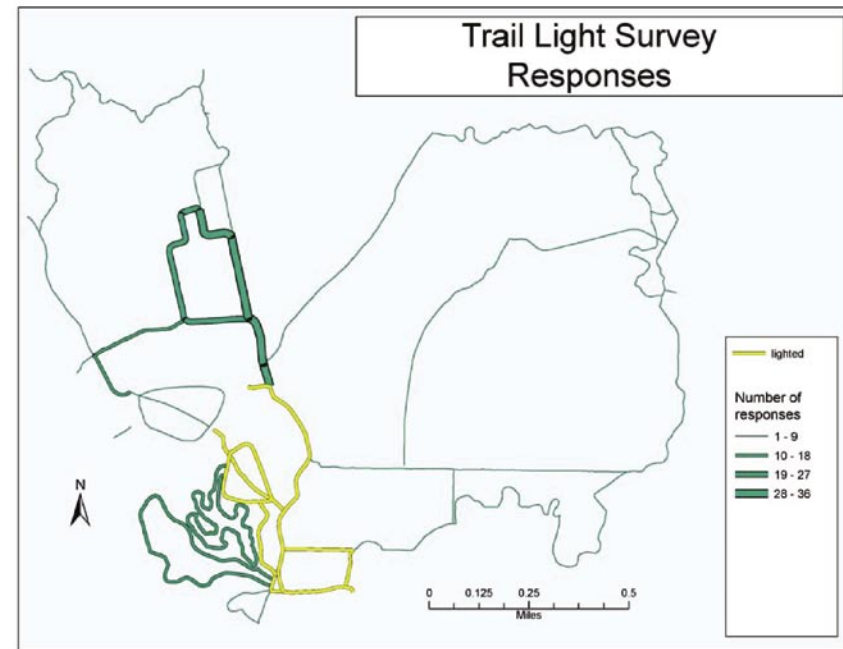 Trail Light Survey
Responses
lighted
Number of
responses
1 - 9
10 - 18
19 - 27
28 - 36
N
0 0.125 0.25 0.5
Miles